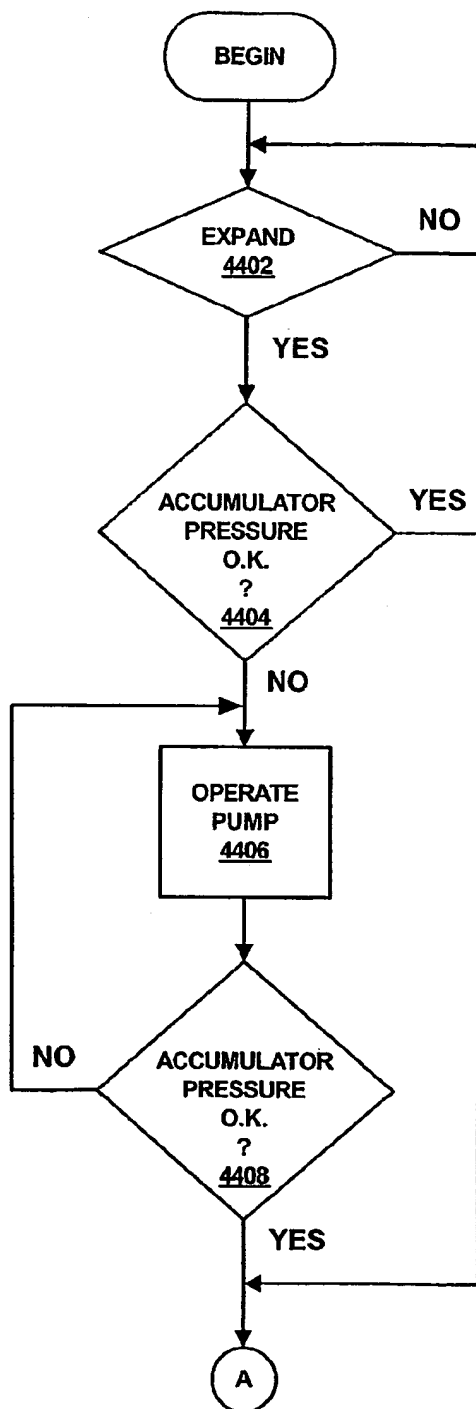 BEGIN
EXPAND
4402
NO
YES
ACCUMULATOR
PRESSURE
O.K.
?
4404
YES
NO
OPERATE
PUMP
4406
ACCUMULATOR
PRESSURE
O.K.
?
4408
NO
YES
A